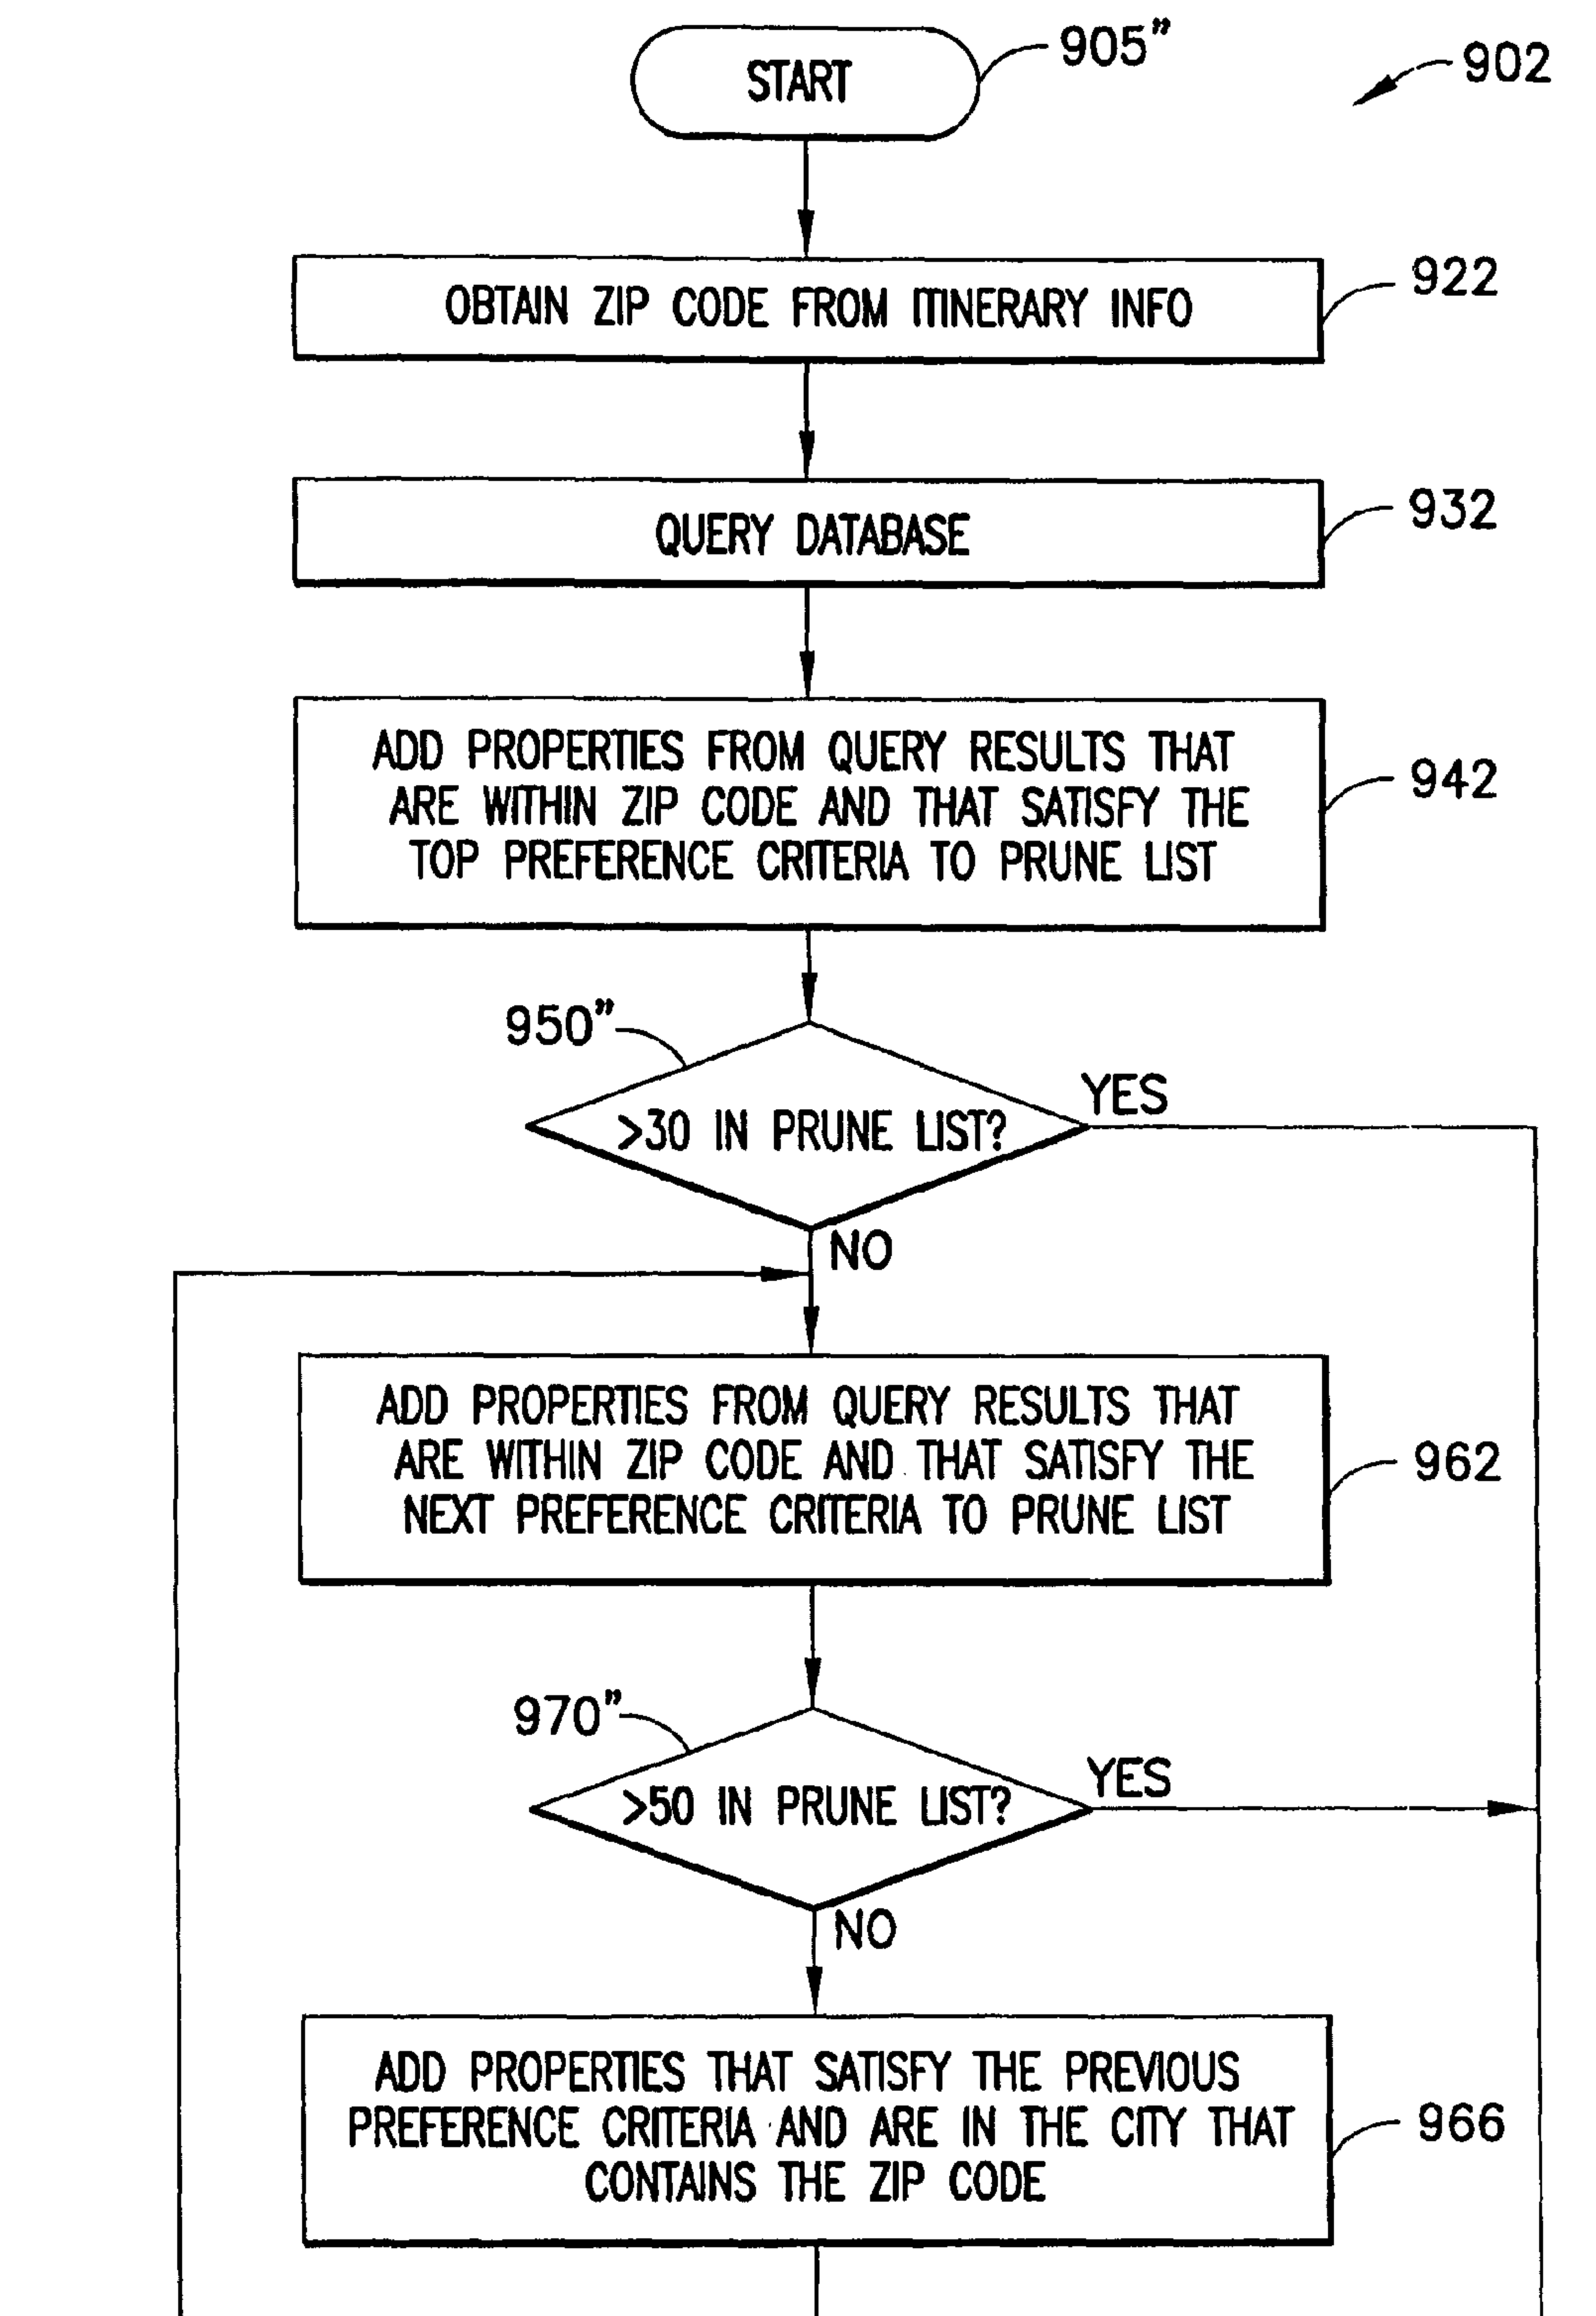 START
905"
902
OBTAIN ZIP CODE FROM ITINERARY INFO
922
QUERY DATABASE
932
ADD PROPERTIES FROM QUERY RESULTS THAT
ARE WITHIN ZIP CODE AND THAT SATISFY THE
TOP PREFERENCE CRITERIA TO PRUNE LIST
942
950"
>30 IN PRUNE LIST?
YES
NO
ADD PROPERTIES FROM QUERY RESULTS THAT
ARE WITHIN ZIP CODE AND THAT SATISFY THE
NEXT PREFERENCE CRITERIA TO PRUNE LIST
962
970"
>50 IN PRUNE LIST?
YES
NO
ADD PROPERTIES THAT SATISFY THE PREVIOUS
PREFERENCE CRITERIA AND ARE IN THE CITY THAT
CONTAINS THE ZIP CODE
966